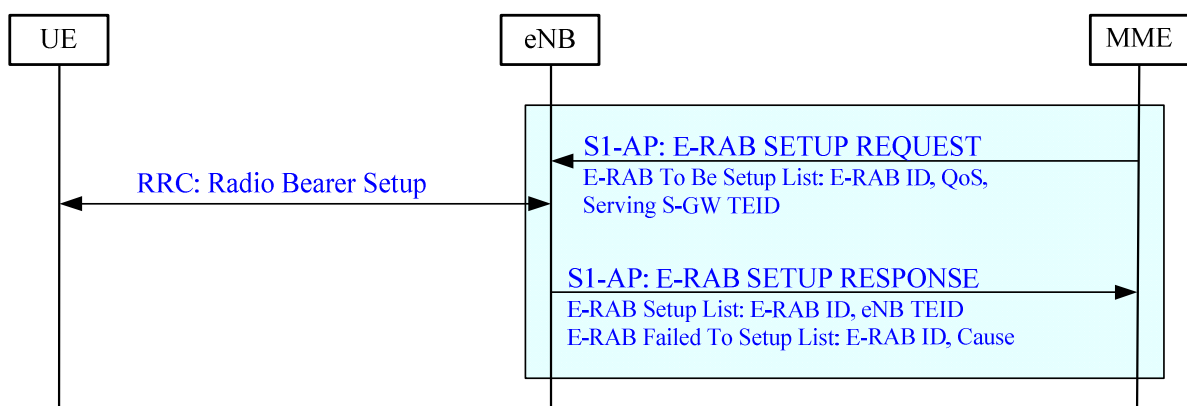 UE
eNB
MME
S1-AP: E-RAB SETUP REQUEST
RRC: Radio Bearer Setup
E-RAB To Be Setup List: E-RAB ID, QoS,
Serving S-GW TEID
S1-AP: E-RAB SETUP RESPONSE
E-RAB Setup List: E-RAB ID, eNB TEID
E-RAB Failed To Setup List: E-RAB ID, Cause